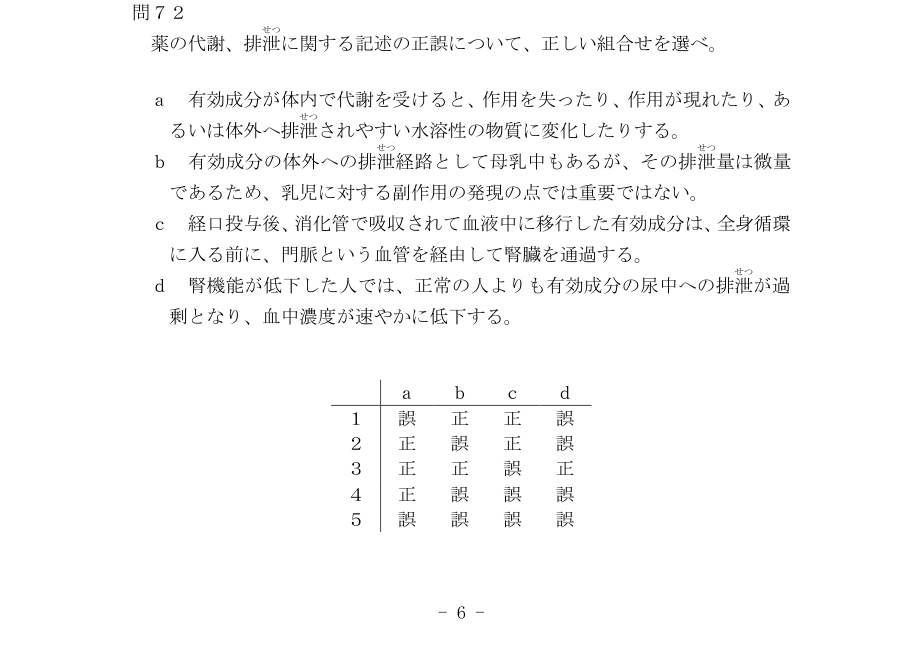 問７２
薬の代謝、排泄に関する記述の正誤について、正しい組合せを選べ。
せつ
ａ　有効成分が体内で代謝を受けると、作用を失ったり、作用が現れたり、あ
るいは体外へ排泄されやすい水溶性の物質に変化したりする。
せつ
ｂ　有効成分の体外への排泄経路として母乳中もあるが、その排泄量は微量
せつ　せつ
であるため、乳児に対する副作用の発現の点では重要ではない。
ｃ　経口投与後、消化管で吸収されて血液中に移行した有効成分は、全身循環
に入る前に、門脈という血管を経由して腎臓を通過する。
ｄ　腎機能が低下した人では、正常の人よりも有効成分の尿中への排泄が過
せつ
剰となり、血中濃度が速やかに低下する。
ａ　ｂ　ｃ　ｄ
１　誤　正　正　誤
２　正　誤　正　誤
３　正　正　誤　正
４　正　誤　誤　誤
５　誤　誤　誤　誤
- 6 -